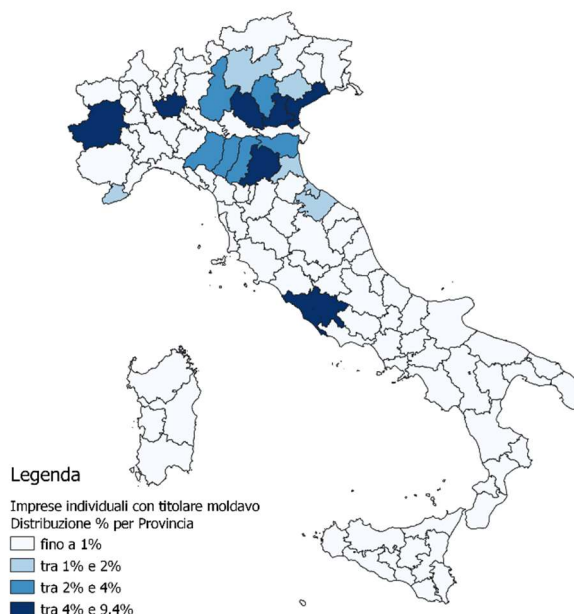 Legenda
Imprese individuali con titolare moldavo
Distribuzione % per Provincia
fino a 1%
tra 1% e 2%
tra 2% e 4%
tra 4% e 9.4%